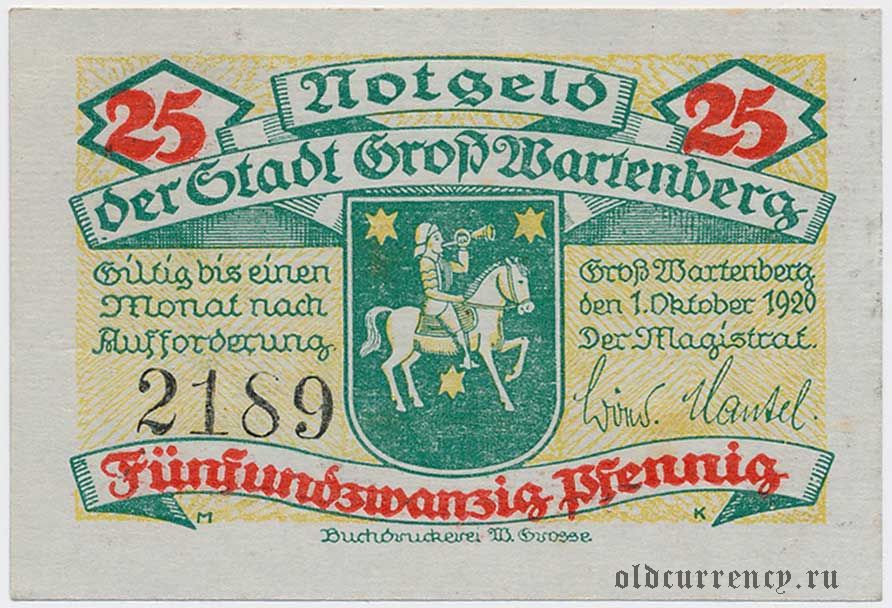 Notgeld
25 25
der Stadt Groß Wartenberg
Giltig bis einen
Monat nach
Aufforderung.
2189
Groß Wartenberg
den 1. Oktober 1920
Der Magistrat.
Fünfundzwanzig Pfennig
M K
Buchdruckerei W. Grosse.
oldcurrency.ru